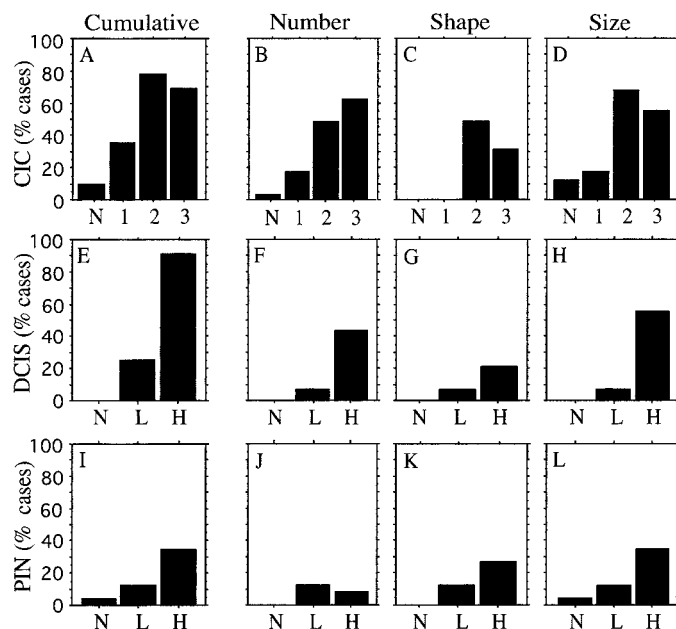 Cumulative Number Shape Size
CIC (% cases)
100 80 60 40 20 0
A B C D
N 1 2 3 N 1 2 3 N 1 2 3 N 1 2 3
DCIS (% cases)
100 80 60 40 20 0
E F G H
N L H N L H N L H N L H
PIN (% cases)
100 80 60 40 20 0
I J K L
N L H N L H N L H N L H